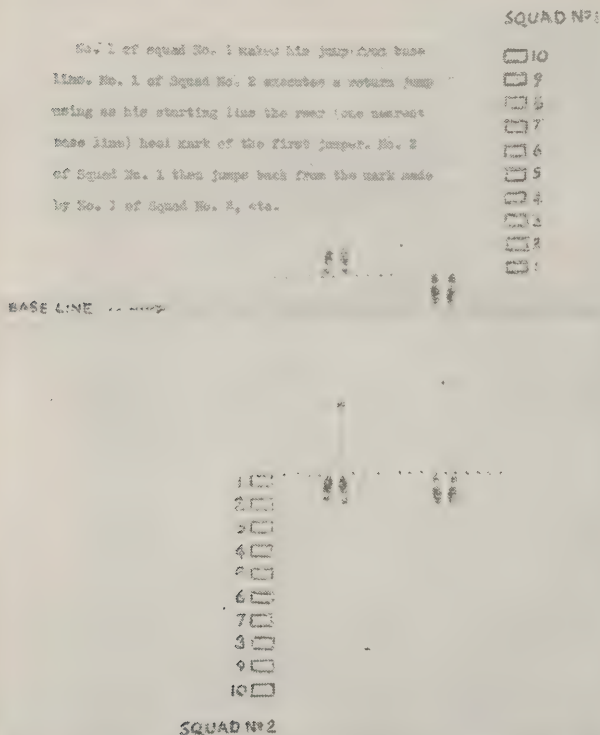 SQUAD Nº 1
No. 1 of squad No. 1 makes his jump from base
line. No. 1 of Squad No. 2 executes a return jump
using as his starting line the rear (one nearest
base line) heel mark of the first jumper. No. 2
of Squad No. 1 then jumps back from the mark made
by No. 1 of Squad No. 2, etc.
10
9
8
7
6
5
4
3
1
BASE LINE
1
2
3
4
6
7
9
10
SQUAD Nº 2